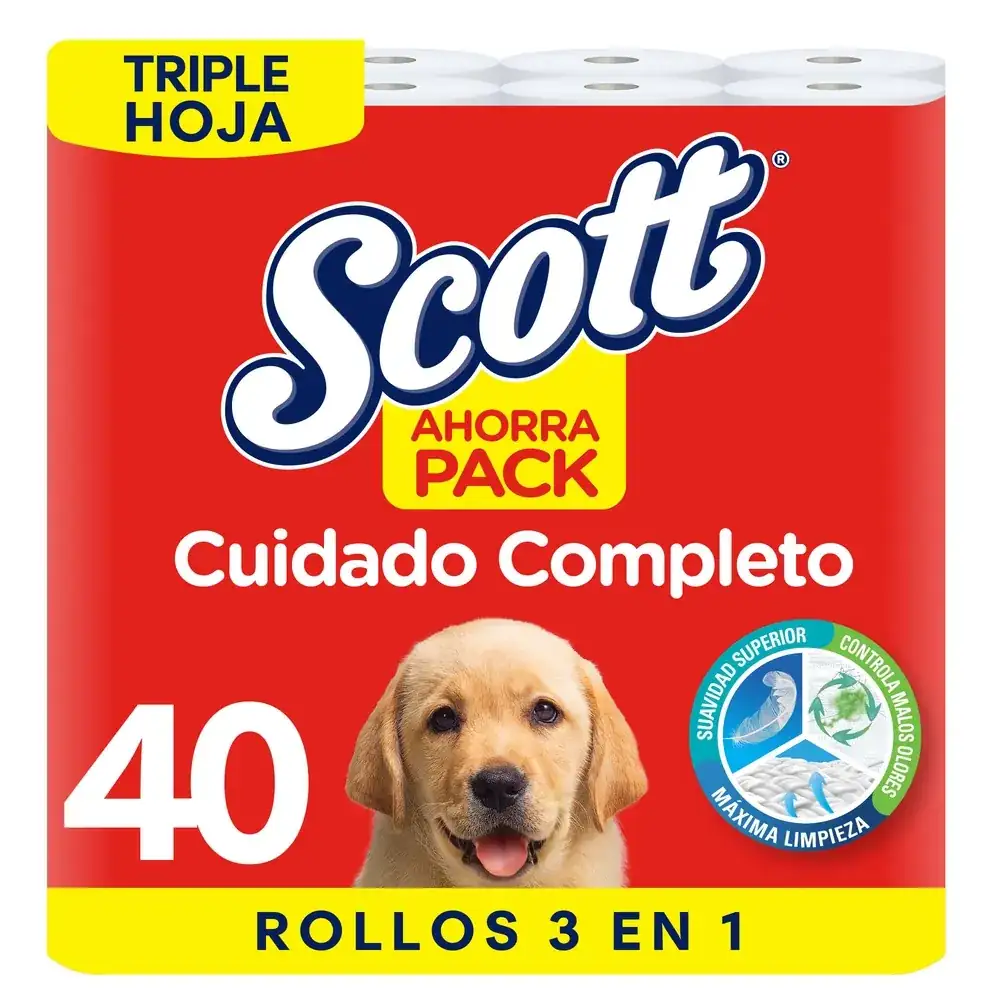 TRIPLE
HOJA
Scott®
AHORRA
PACK
Cuidado Completo
SUAVIDAD SUPERIOR
CONTROLA MALOS OLORES
MÁXIMA LIMPIEZA
40
ROLLOS 3 EN 1